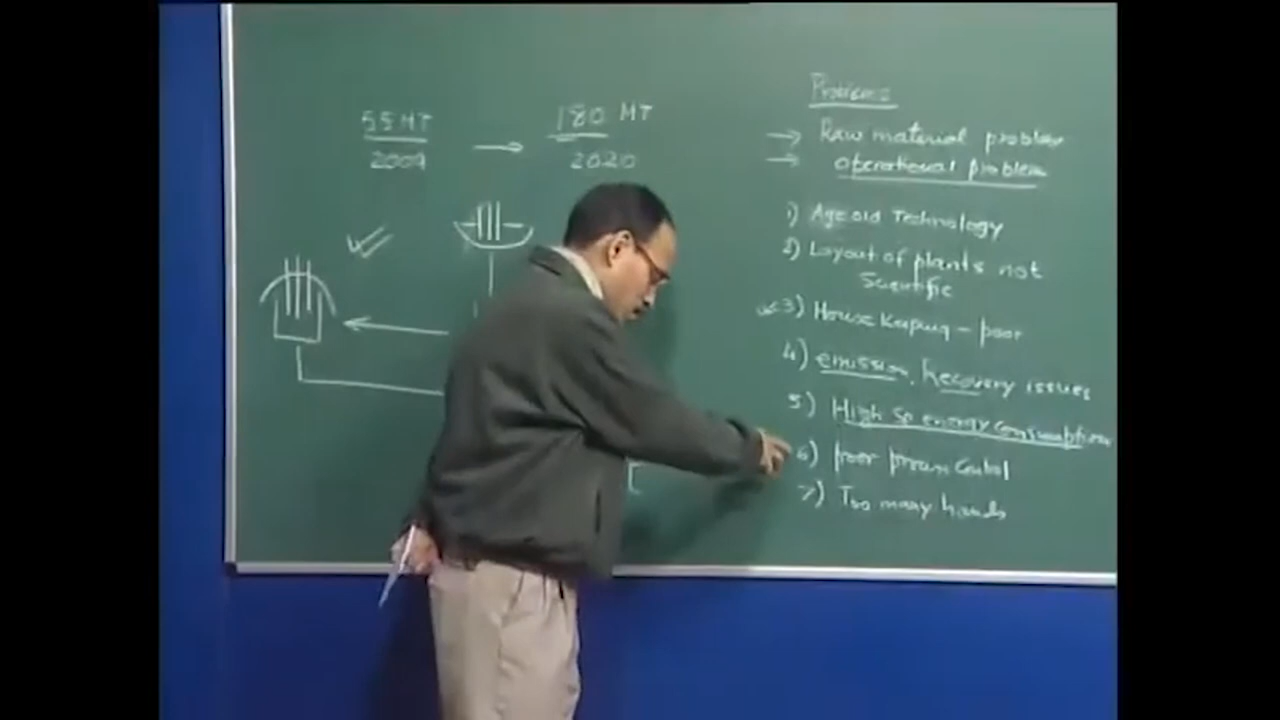 55 MT
2009
180 MT
2020
Problems
Raw material problem
operational problem
1) Age old Technology
2) Layout of plants not
Scientific
3) House Keeping - poor
4) emission, Recovery issues
5) High Sp energy Consumption
6) poor process Control
7) Too many hands